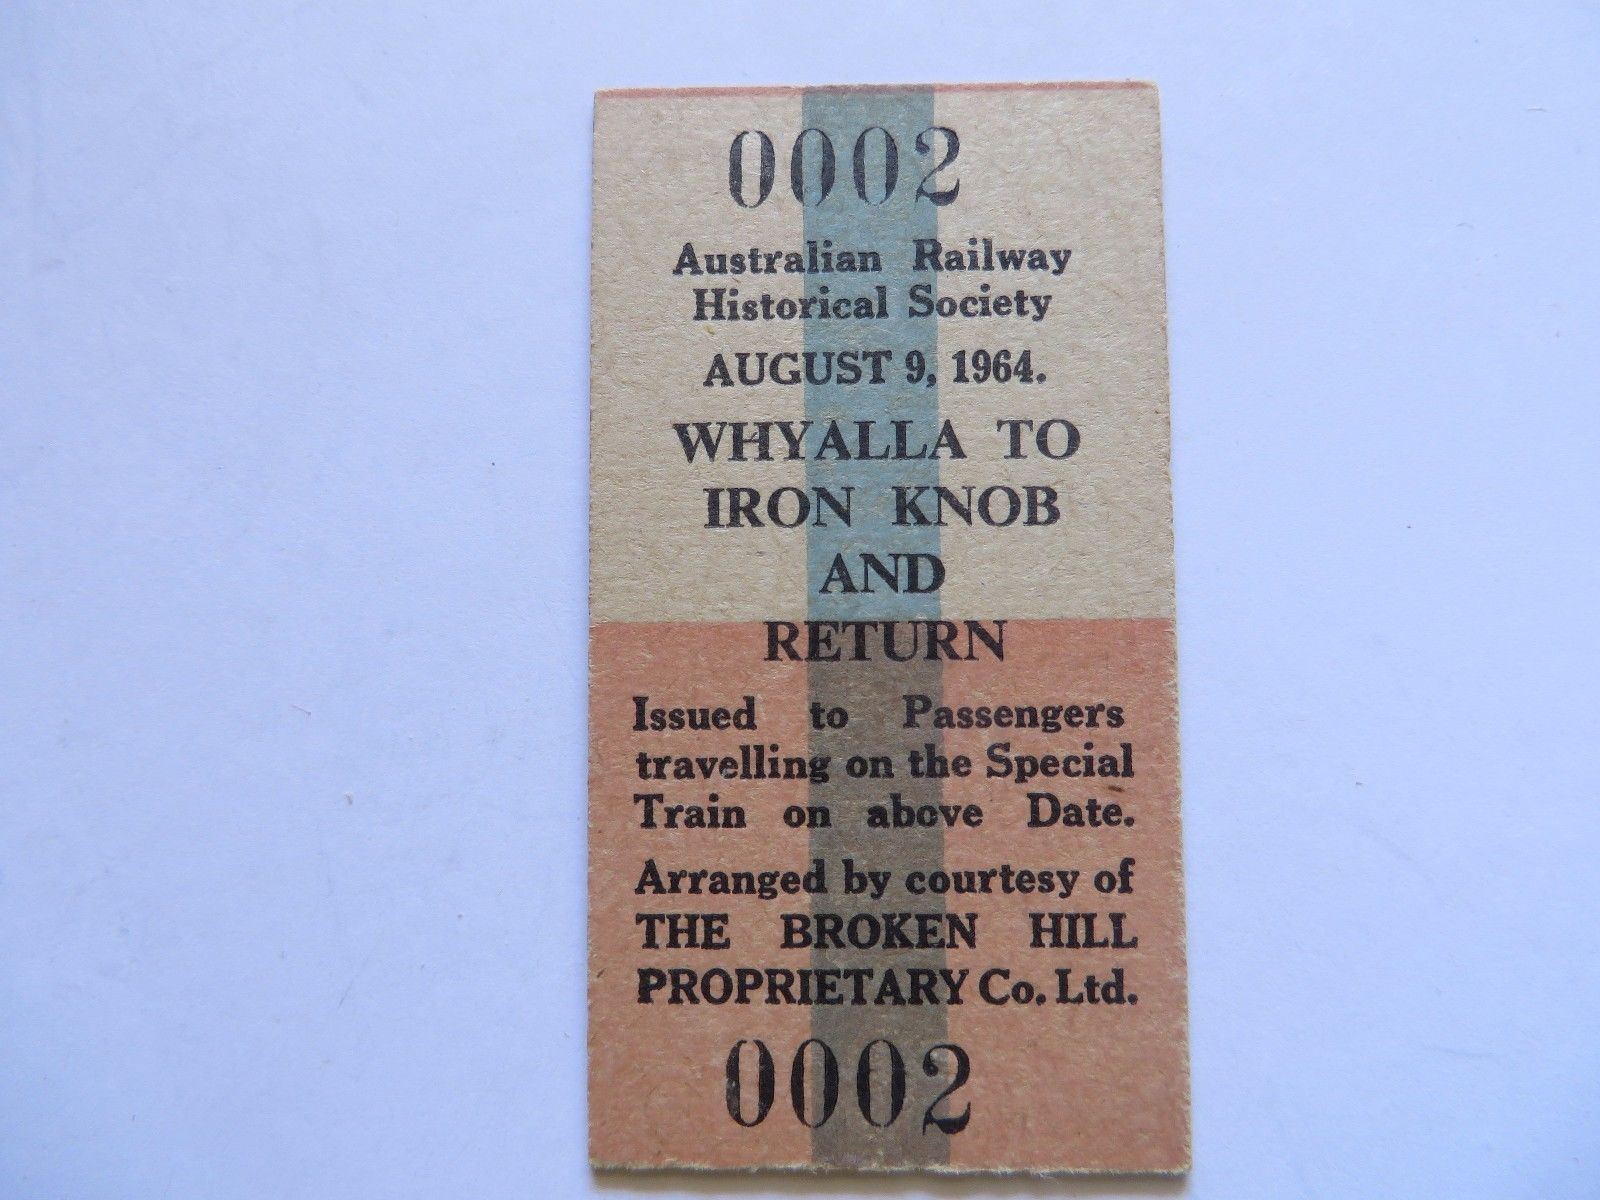 0002
Australian Railway
Historical Society
AUGUST 9, 1964.
WHYALLA TO
IRON KNOB
AND
RETURN
Issued to Passengers
travelling on the Special
Train on above Date.
Arranged by courtesy of
THE BROKEN HILL
PROPRIETARY Co. Ltd.
0002